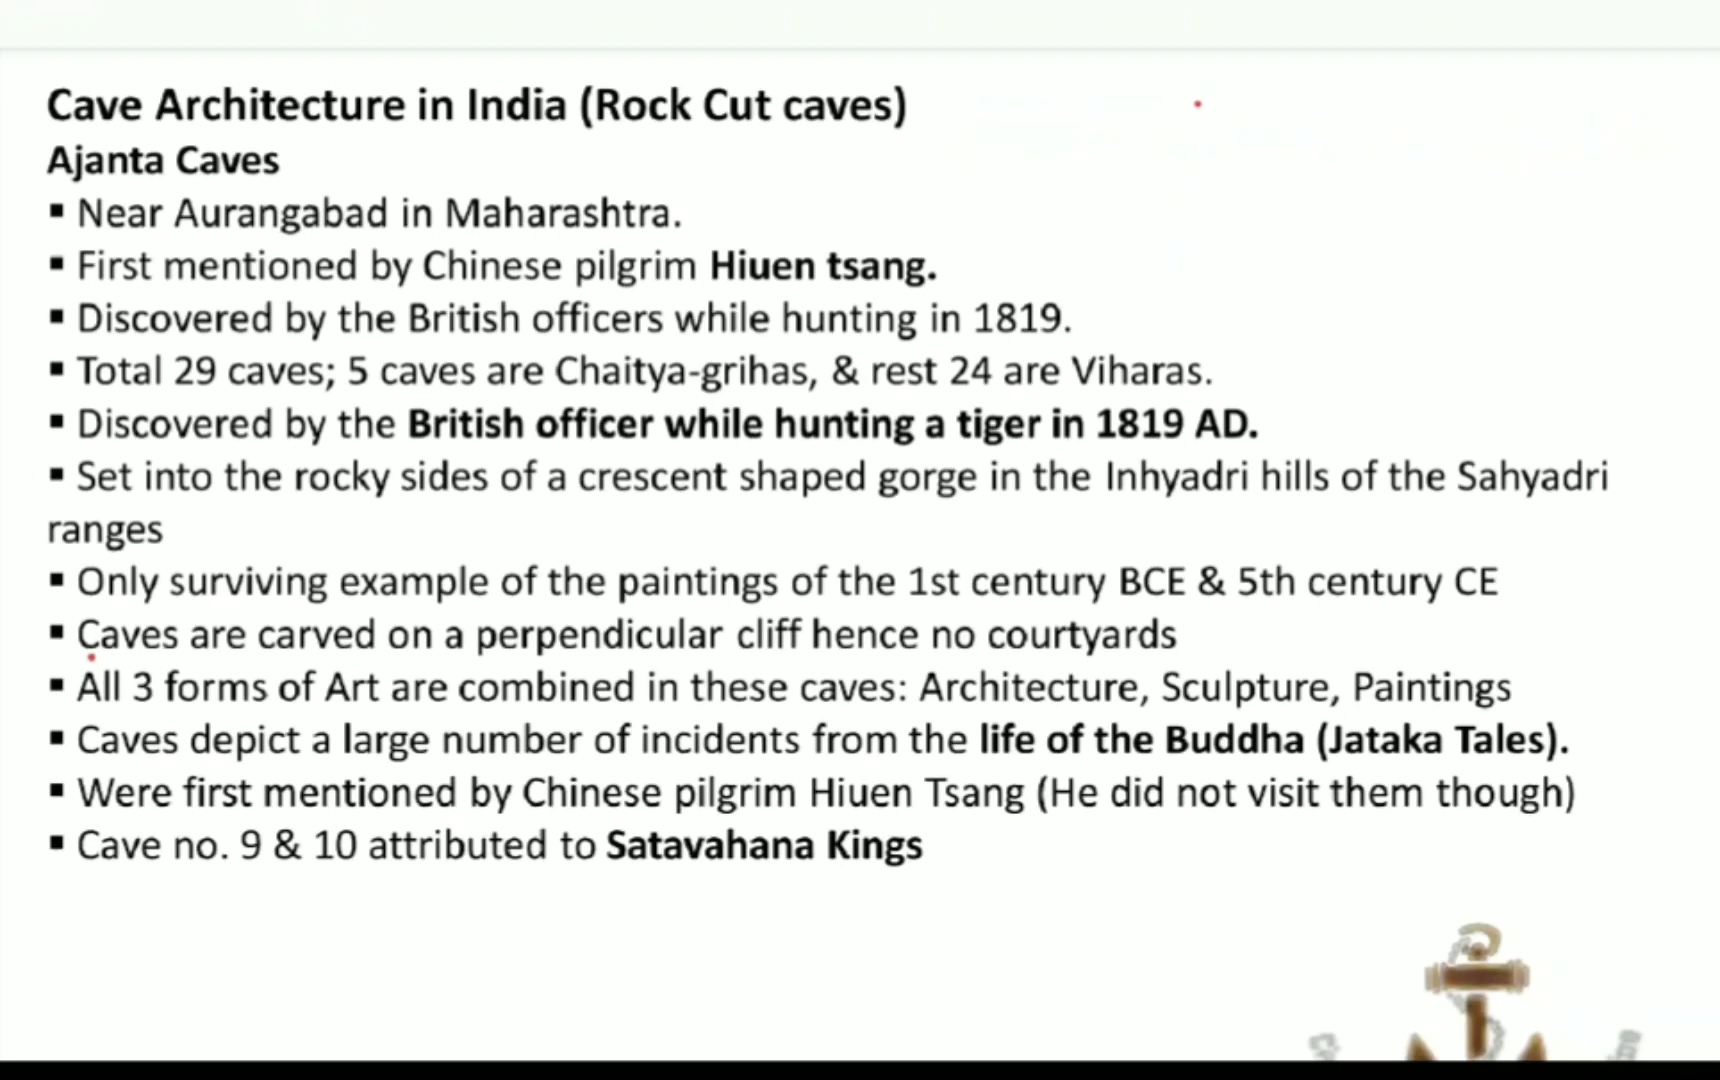 Cave Architecture in India (Rock Cut caves)
Ajanta Caves
▪ Near Aurangabad in Maharashtra.
▪ First mentioned by Chinese pilgrim Hiuen tsang.
▪ Discovered by the British officers while hunting in 1819.
▪ Total 29 caves; 5 caves are Chaitya-grihas, & rest 24 are Viharas.
▪ Discovered by the British officer while hunting a tiger in 1819 AD.
▪ Set into the rocky sides of a crescent shaped gorge in the Inhyadri hills of the Sahyadri
ranges
▪ Only surviving example of the paintings of the 1st century BCE & 5th century CE
▪ Caves are carved on a perpendicular cliff hence no courtyards
▪ All 3 forms of Art are combined in these caves: Architecture, Sculpture, Paintings
▪ Caves depict a large number of incidents from the life of the Buddha (Jataka Tales).
▪ Were first mentioned by Chinese pilgrim Hiuen Tsang (He did not visit them though)
▪ Cave no. 9 & 10 attributed to Satavahana Kings